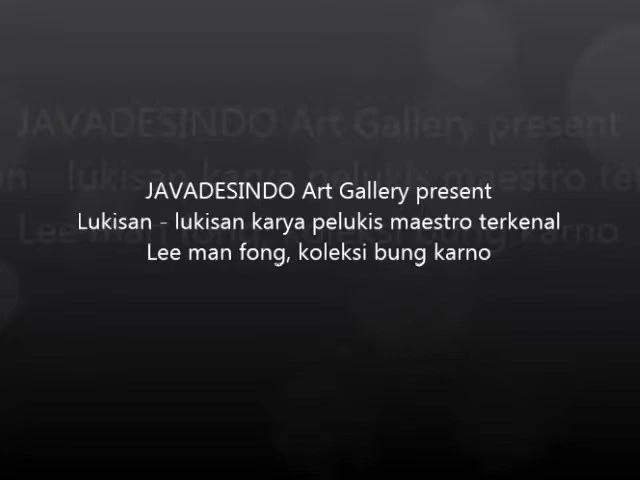 JAVADESINDO Art Gallery present
Lukisan - lukisan karya pelukis maestro terkenal
Lee man fong, koleksi bung karno